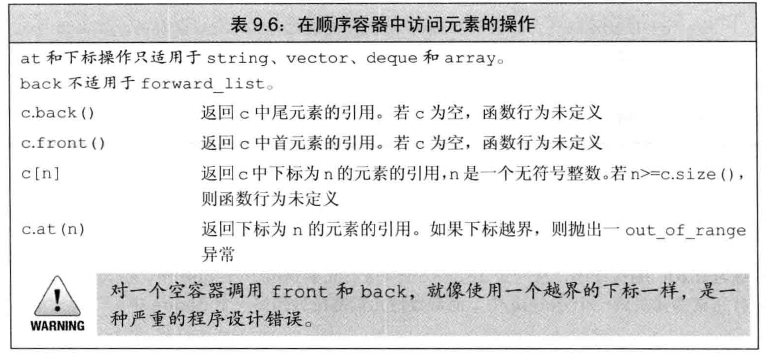 表 9.6：在顺序容器中访问元素的操作
at 和下标操作只适用于 string、vector、deque 和 array。
back 不适用于 forward_list。
c.back() 返回 c 中尾元素的引用。若 c 为空，函数行为未定义
c.front() 返回 c 中首元素的引用。若 c 为空，函数行为未定义
c[n] 返回 c 中下标为 n 的元素的引用，n 是一个无符号整数。若 n>=c.size()，
则函数行为未定义
c.at(n) 返回下标为 n 的元素的引用。如果下标越界，则抛出一 out_of_range
异常
对一个空容器调用 front 和 back，就像使用一个越界的下标一样，是一
种严重的程序设计错误。
WARNING